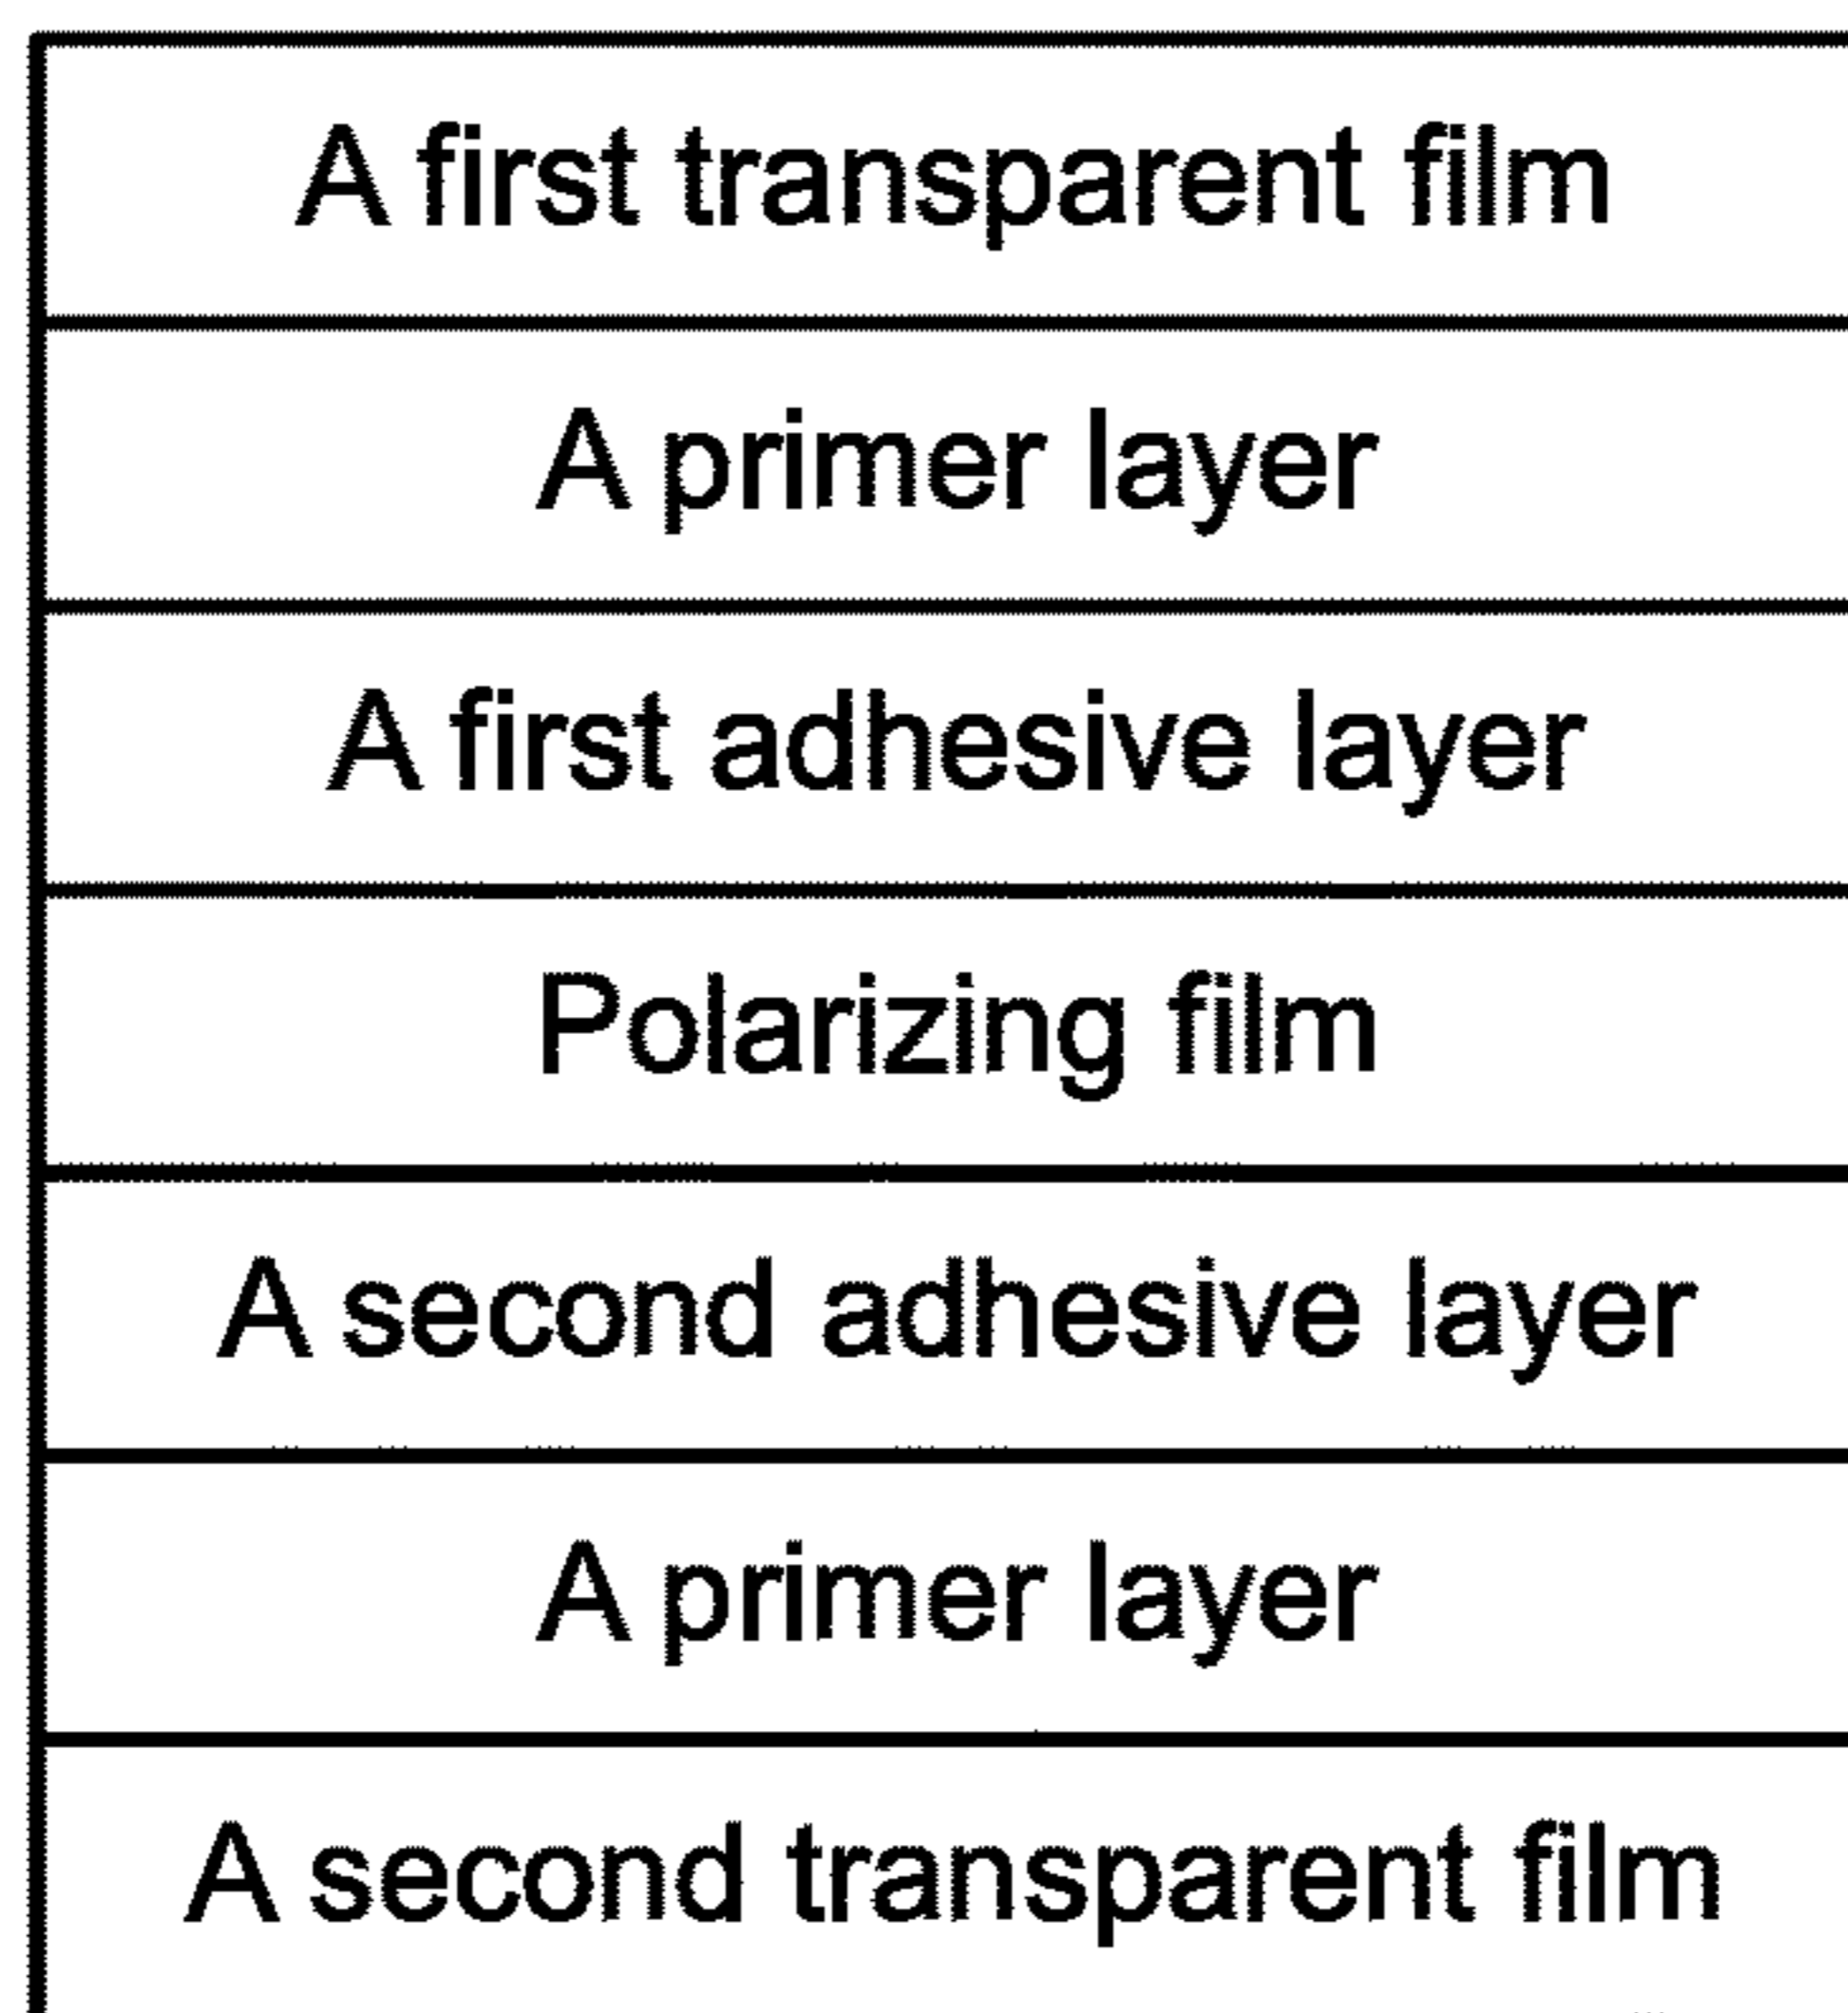 A first transparent film
A primer layer
A first adhesive layer
Polarizing film
A second adhesive layer
A primer layer
A second transparent film